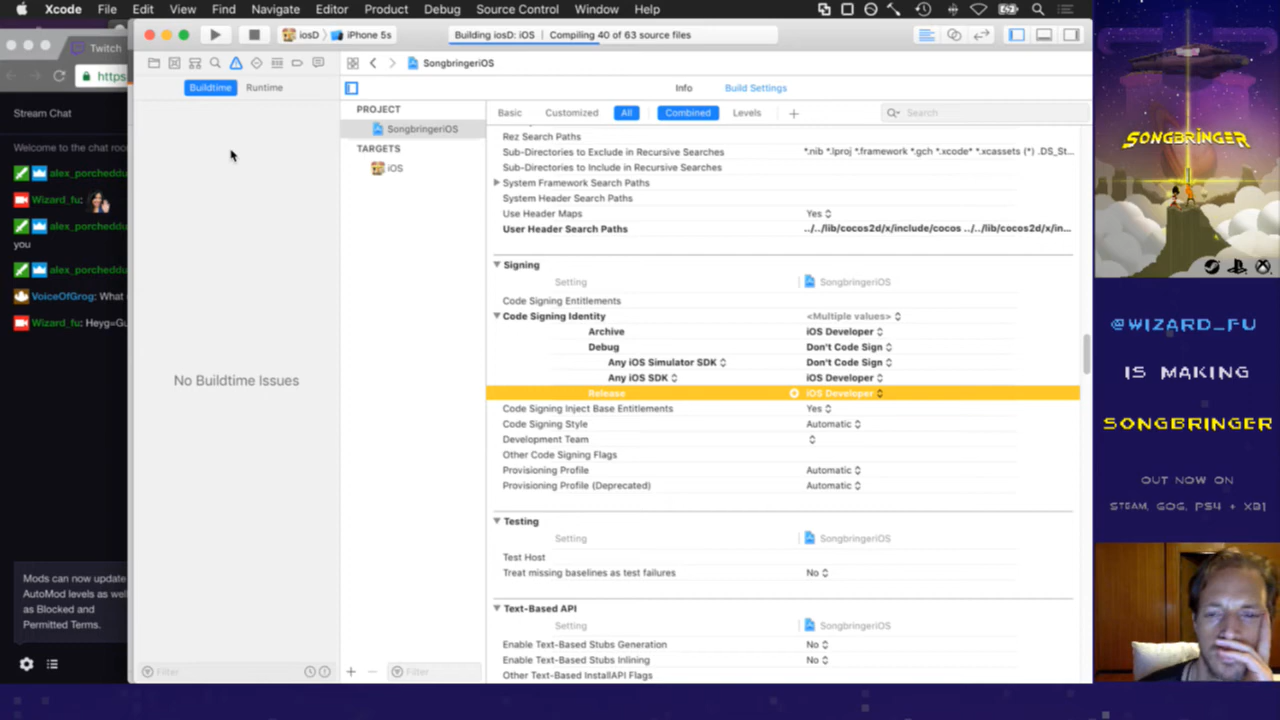 Xcode File Edit View Find Navigate Editor Product Debug Source Control Window Help
iosD iPhone 5s Building iosD: iOS Compiling 40 of 63 source files
Twitch
https
SongbringeriOS
Buildtime Runtime
Info Build Settings
Stream Chat
PROJECT
Basic Customized All Combined Levels Search
SongbringeriOS
TARGETS
iOS
Welcome to the chat roo
alex_porcheddu
Wizard_fu:
alex_porcheddu
you
alex_porcheddu
VoiceOfGrog: What
Wizard_fu: Heyg=Gu
No Buildtime Issues
Rez Search Paths
Sub-Directories to Exclude in Recursive Searches *.nib *.lproj *.framework *.gch *.xcode* *.xcassets (*) .DS_St...
Sub-Directories to Include in Recursive Searches
System Framework Search Paths
System Header Search Paths
Use Header Maps Yes
User Header Search Paths ../../lib/cocos2d/x/include/cocos ../../lib/cocos2d/x/in...
Signing
Setting SongbringeriOS
Code Signing Entitlements
Code Signing Identity <Multiple values>
Archive iOS Developer
Debug Don't Code Sign
Any iOS Simulator SDK Don't Code Sign
Any iOS SDK iOS Developer
Release iOS Developer
Code Signing Inject Base Entitlements Yes
Code Signing Style Automatic
Development Team
Other Code Signing Flags
Provisioning Profile Automatic
Provisioning Profile (Deprecated) Automatic
Testing
Setting SongbringeriOS
Test Host
Treat missing baselines as test failures No
Text-Based API
Setting SongbringeriOS
Enable Text-Based Stubs Generation No
Enable Text-Based Stubs Inlining No
Other Text-Based InstallAPI Flags
Mods can now update
AutoMod levels as well
as Blocked and
Permitted Terms.
Filter
Filter
SONGBRINGER
@WIZARD_FU
IS MAKING
SONGBRINGER
OUT NOW ON
STEAM, GOG, PS4 + XB1